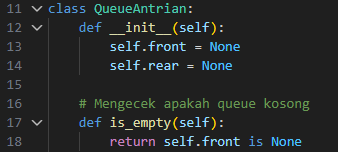 11 class QueueAntrian:
12     def __init__(self):
13         self.front = None
14         self.rear = None
15
16     # Mengecek apakah queue kosong
17     def is_empty(self):
18         return self.front is None